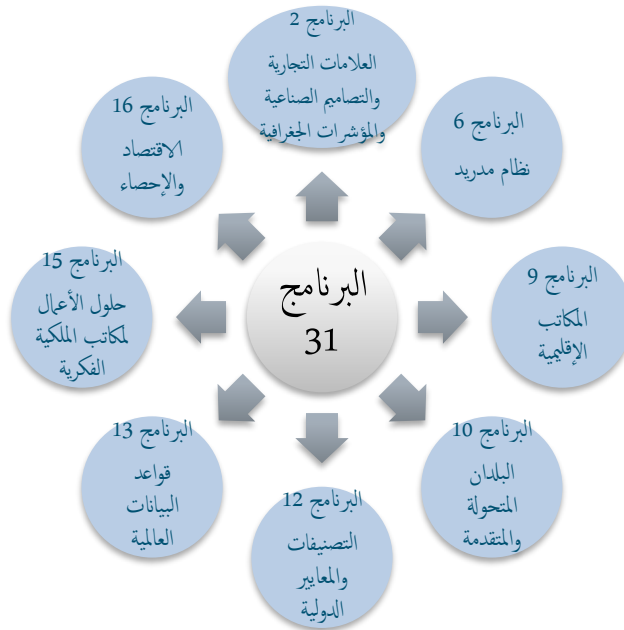 البرنامج 2
العلامات التجارية
والتصاميم الصناعية
والمؤشرات الجغرافية
البرنامج 6
نظام مدريد
البرنامج 9
المكاتب
الإقليمية
البرنامج 10
البلدان
المتحولة
والمتقدمة
البرنامج 12
التصنيفات
والمعايير
الدولية
البرنامج 13
قواعد
البيانات
العالمية
البرنامج 15
حلول الأعمال
لمكاتب الملكية
الفكرية
البرنامج 16
الاقتصاد
والإحصاء
البرنامج
31